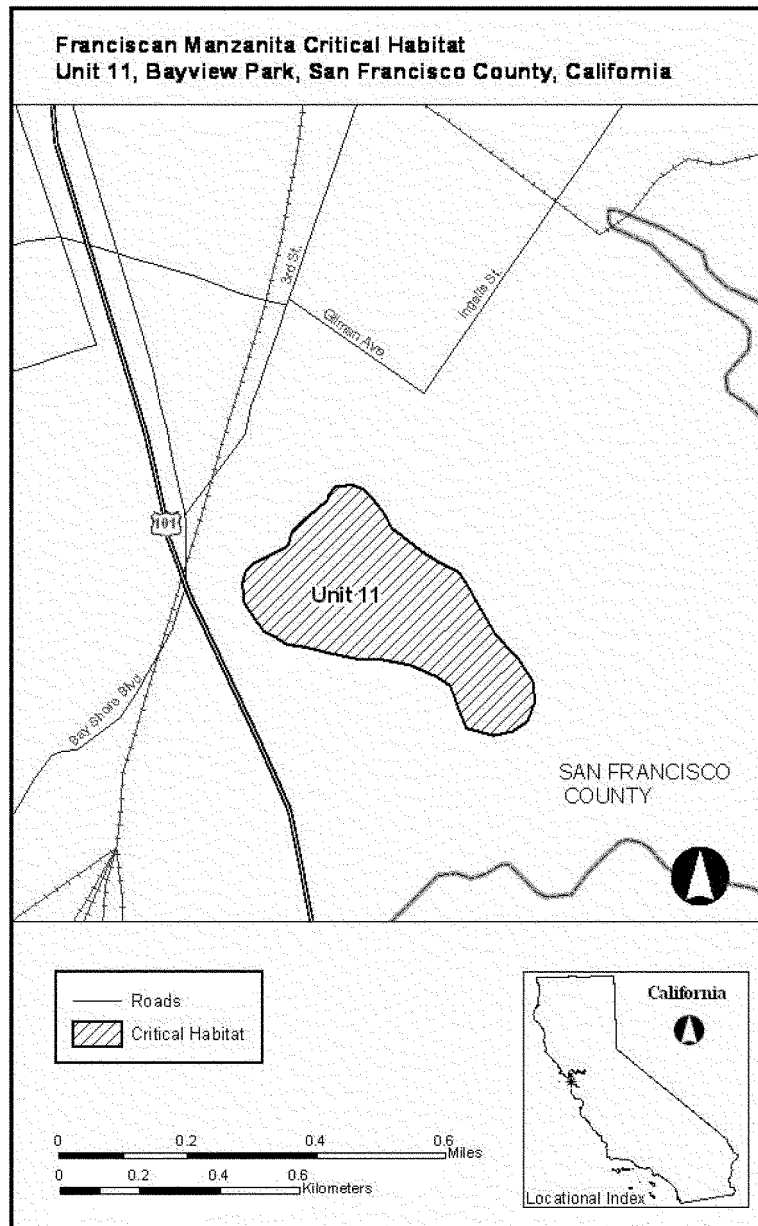 Franciscan Manzanita Critical Habitat
Unit 11, Bayview Park, San Francisco County, California
3rd St.
Gilman Ave.
Ingalls St.
101
Unit 11
Bay Shore Blvd.
SAN FRANCISCO
COUNTY
Roads
Critical Habitat
California
0 0.2 0.4 0.6
Miles
0 0.2 0.4 0.6
Kilometers
Locational Index